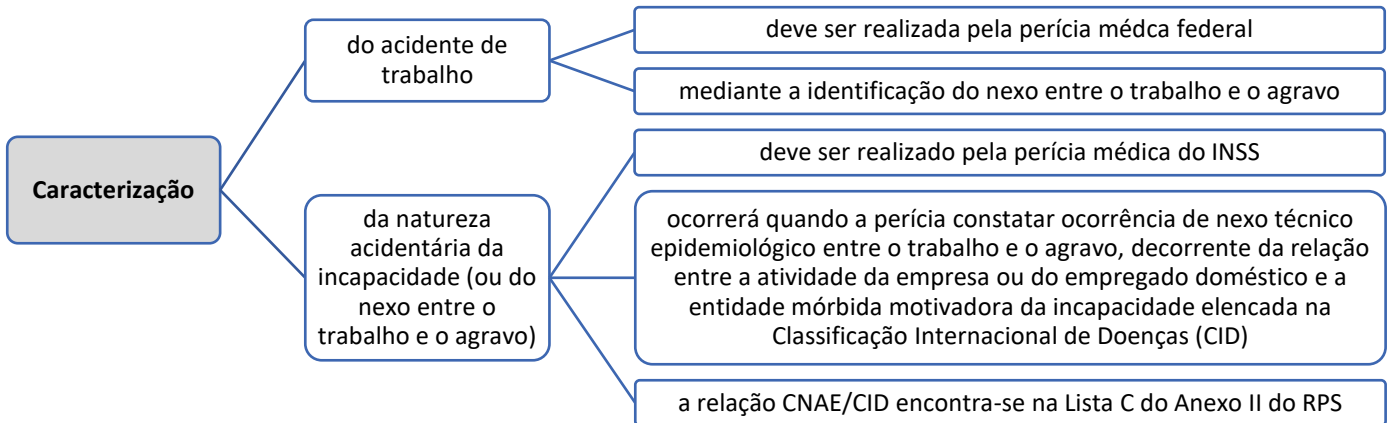 Caracterização
do acidente de
trabalho
deve ser realizada pela perícia médca federal
mediante a identificação do nexo entre o trabalho e o agravo
da natureza
acidentária da
incapacidade (ou do
nexo entre o
trabalho e o agravo)
deve ser realizado pela perícia médica do INSS
ocorrerá quando a perícia constatar ocorrência de nexo técnico
epidemiológico entre o trabalho e o agravo, decorrente da relação
entre a atividade da empresa ou do empregado doméstico e a
entidade mórbida motivadora da incapacidade elencada na
Classificação Internacional de Doenças (CID)
a relação CNAE/CID encontra-se na Lista C do Anexo II do RPS